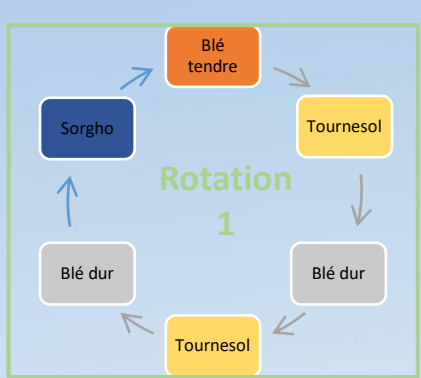 Blé
tendre
Tournesol
Blé dur
Tournesol
Blé dur
Sorgho
Rotation
1